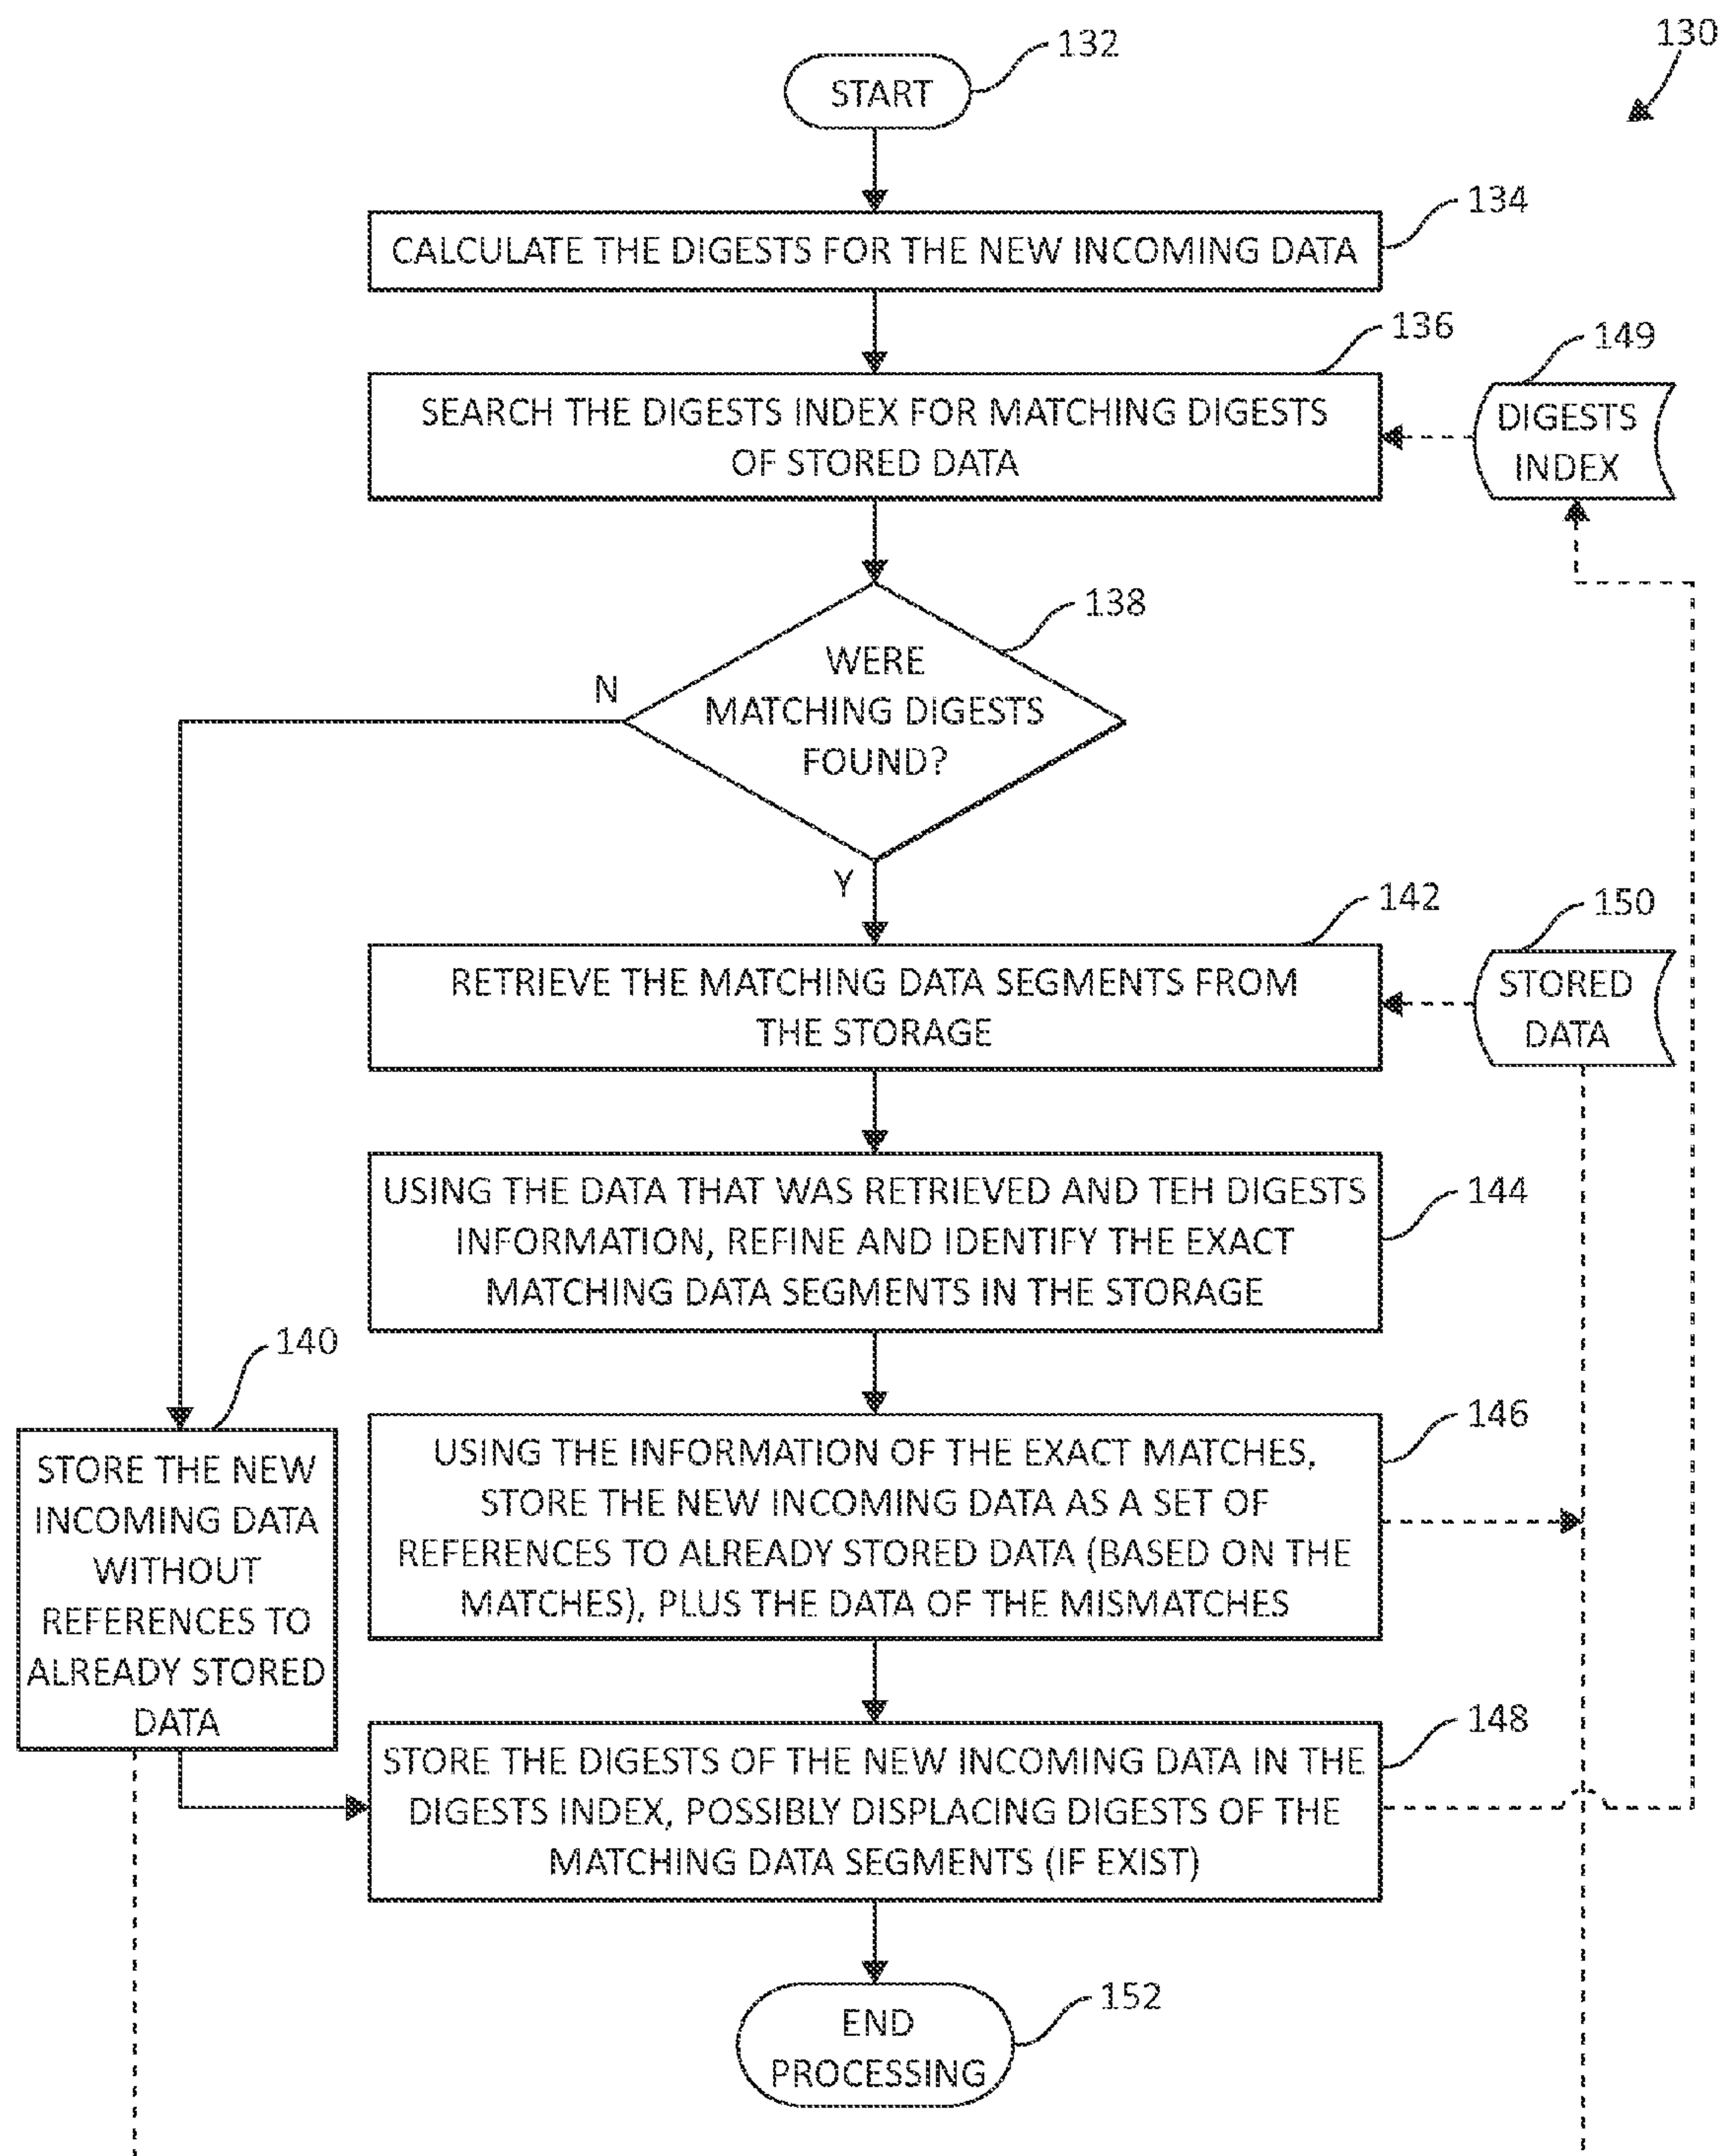 130
132
START
134
CALCULATE THE DIGESTS FOR THE NEW INCOMING DATA
136
149
SEARCH THE DIGESTS INDEX FOR MATCHING DIGESTS
OF STORED DATA
DIGESTS
INDEX
138
WERE
MATCHING DIGESTS
FOUND?
N
Y
142
150
RETRIEVE THE MATCHING DATA SEGMENTS FROM
THE STORAGE
STORED
DATA
144
USING THE DATA THAT WAS RETRIEVED AND TEH DIGESTS
INFORMATION, REFINE AND IDENTIFY THE EXACT
MATCHING DATA SEGMENTS IN THE STORAGE
140
STORE THE NEW
INCOMING DATA
WITHOUT
REFERENCES TO
ALREADY STORED
DATA
146
USING THE INFORMATION OF THE EXACT MATCHES,
STORE THE NEW INCOMING DATA AS A SET OF
REFERENCES TO ALREADY STORED DATA (BASED ON THE
MATCHES), PLUS THE DATA OF THE MISMATCHES
148
STORE THE DIGESTS OF THE NEW INCOMING DATA IN THE
DIGESTS INDEX, POSSIBLY DISPLACING DIGESTS OF THE
MATCHING DATA SEGMENTS (IF EXIST)
152
END
PROCESSING